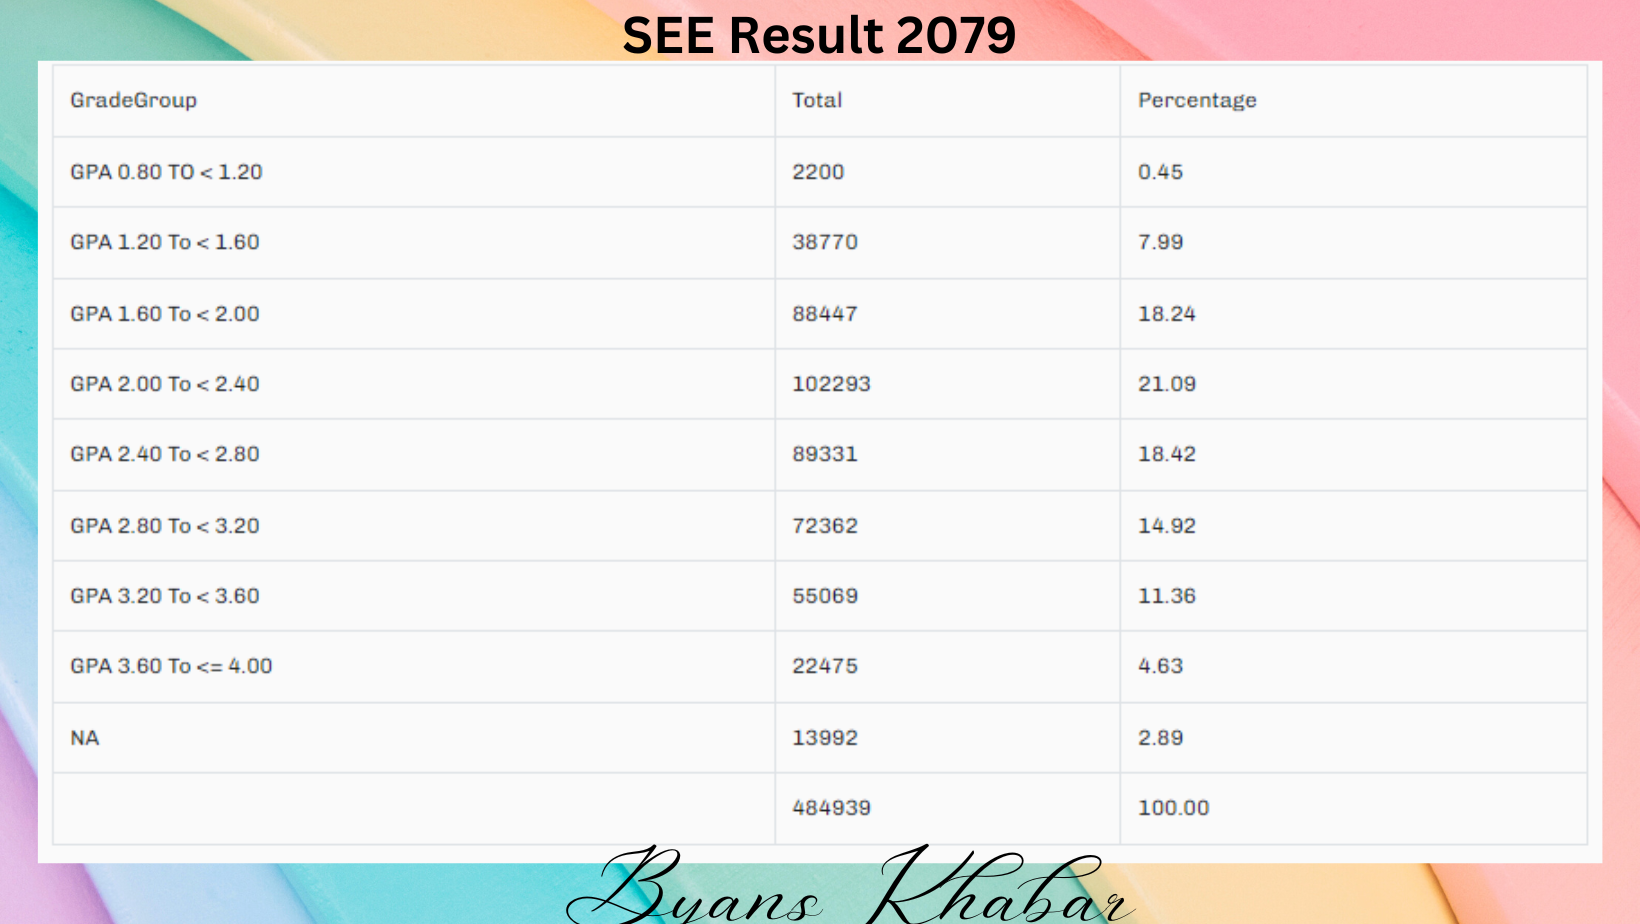 SEE Result 2079
GradeGroup Total Percentage
GPA 0.80 TO < 1.20 2200 0.45
GPA 1.20 To < 1.60 38770 7.99
GPA 1.60 To < 2.00 88447 18.24
GPA 2.00 To < 2.40 102293 21.09
GPA 2.40 To < 2.80 89331 18.42
GPA 2.80 To < 3.20 72362 14.92
GPA 3.20 To < 3.60 55069 11.36
GPA 3.60 To <= 4.00 22475 4.63
NA 13992 2.89
484939 100.00
Byans Khabar